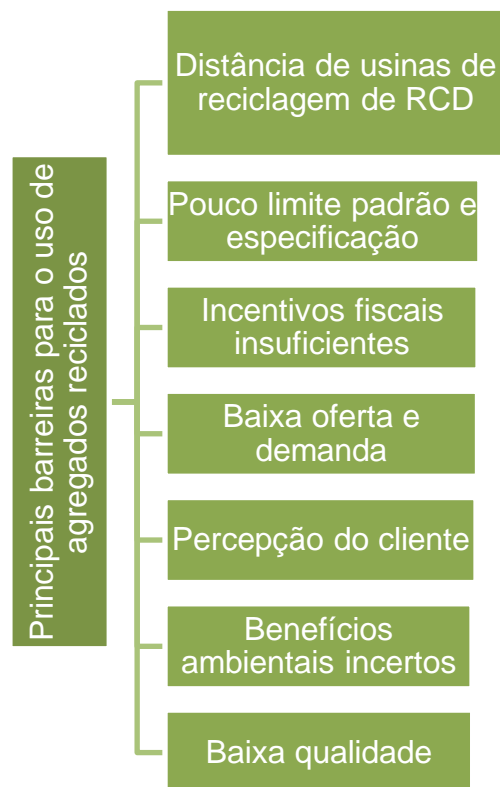 Principais barreiras para o uso de
agregados reciclados
Distância de usinas de
reciclagem de RCD
Pouco limite padrão e
especificação
Incentivos fiscais
insuficientes
Baixa oferta e
demanda
Percepção do cliente
Benefícios
ambientais incertos
Baixa qualidade